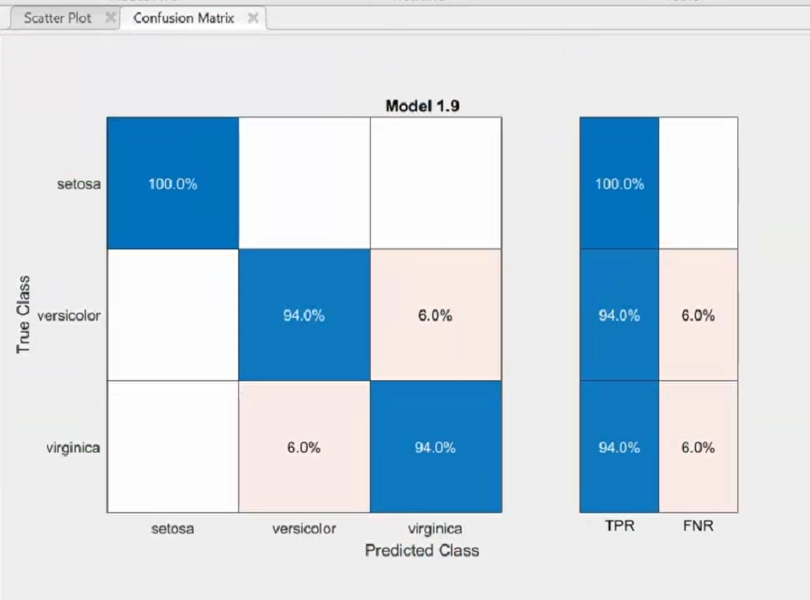 Scatter Plot
Confusion Matrix
Model 1.9
True Class
setosa
100.0%
100.0%
versicolor
94.0%
6.0%
94.0%
6.0%
virginica
6.0%
94.0%
94.0%
6.0%
setosa
versicolor
virginica
TPR
FNR
Predicted Class